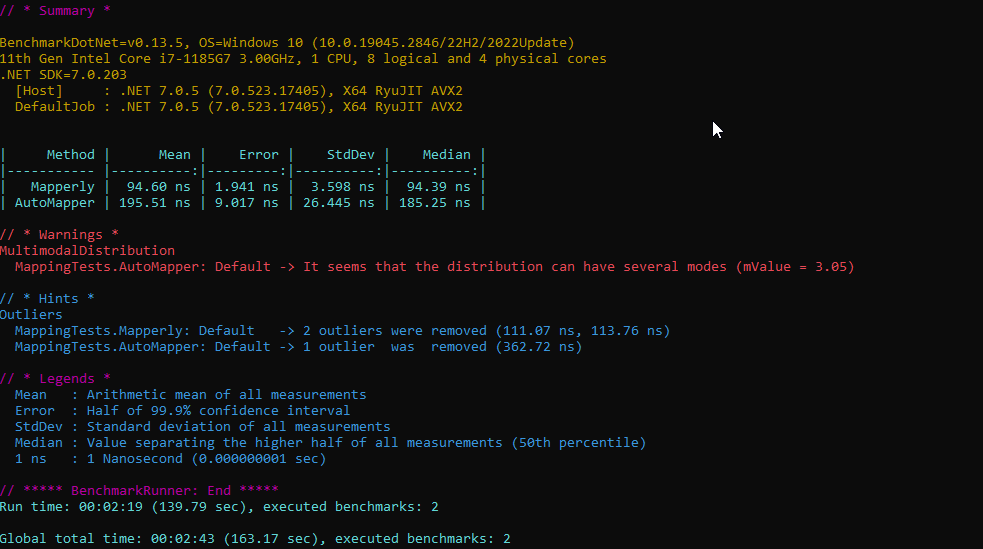 // * Summary *

BenchmarkDotNet=v0.13.5, OS=Windows 10 (10.0.19045.2846/22H2/2022Update)
11th Gen Intel Core i7-1185G7 3.00GHz, 1 CPU, 8 logical and 4 physical cores
.NET SDK=7.0.203
  [Host]     : .NET 7.0.5 (7.0.523.17405), X64 RyuJIT AVX2
  DefaultJob : .NET 7.0.5 (7.0.523.17405), X64 RyuJIT AVX2

|     Method |      Mean |    Error |    StdDev |    Median |
|----------- |----------:|---------:|----------:|----------:|
|   Mapperly |  94.60 ns | 1.941 ns |  3.598 ns |  94.39 ns |
| AutoMapper | 195.51 ns | 9.017 ns | 26.445 ns | 185.25 ns |

// * Warnings *
MultimodalDistribution
  MappingTests.AutoMapper: Default -> It seems that the distribution can have several modes (mValue = 3.05)

// * Hints *
Outliers
  MappingTests.Mapperly: Default   -> 2 outliers were removed (111.07 ns, 113.76 ns)
  MappingTests.AutoMapper: Default -> 1 outlier  was  removed (362.72 ns)

// * Legends *
  Mean   : Arithmetic mean of all measurements
  Error  : Half of 99.9% confidence interval
  StdDev : Standard deviation of all measurements
  Median : Value separating the higher half of all measurements (50th percentile)
  1 ns   : 1 Nanosecond (0.000000001 sec)

// ***** BenchmarkRunner: End *****
Run time: 00:02:19 (139.79 sec), executed benchmarks: 2

Global total time: 00:02:43 (163.17 sec), executed benchmarks: 2